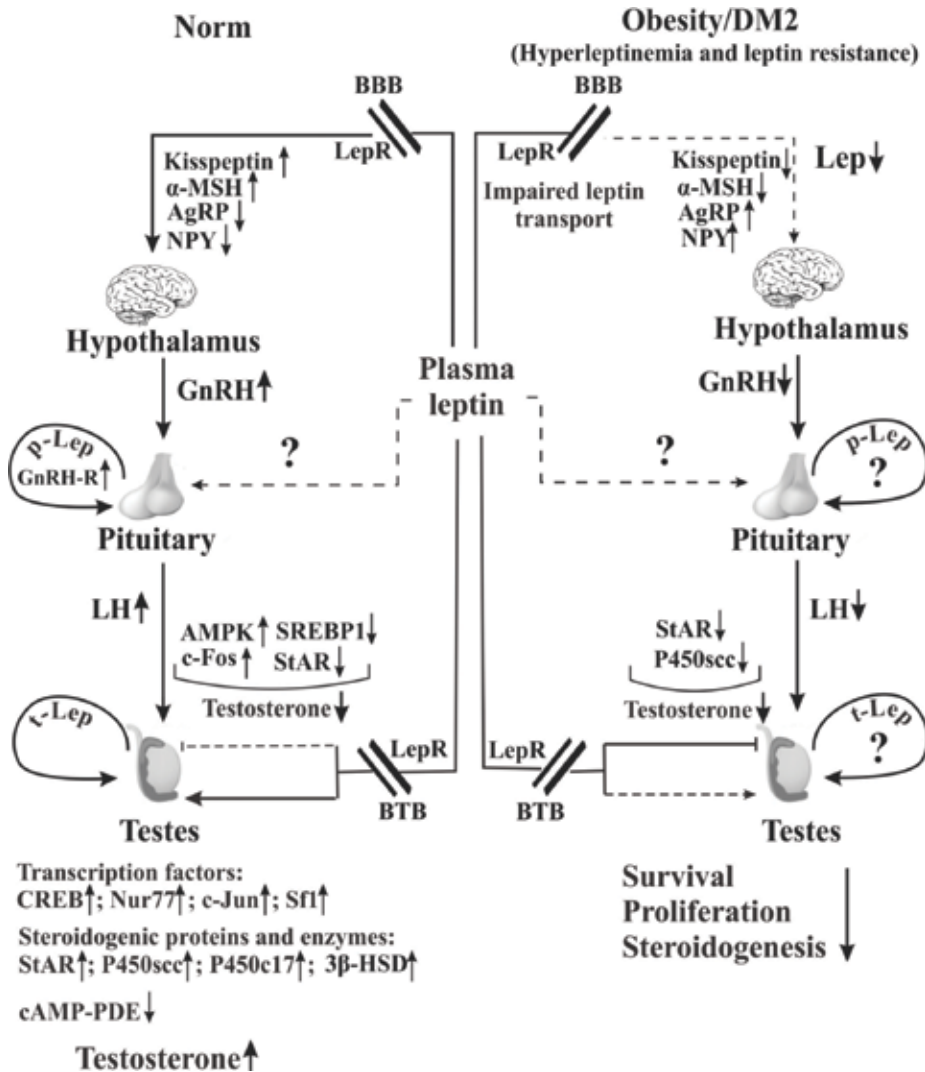 Norm
Obesity/DM2
(Hyperleptinemia and leptin resistance)
BBB
BBB
LepR
LepR
Kisspeptin↑
α-MSH↑
AgRP↓
NPY↓
Impaired leptin
transport
Kisspeptin↓
α-MSH↓
AgRP↑
NPY↑
Lep↓
Hypothalamus
Hypothalamus
GnRH↑
Plasma
leptin
GnRH↓
p-Lep
GnRH-R↑
?
?
p-Lep
?
Pituitary
Pituitary
LH↑
AMPK↑ SREBP1↓
c-Fos↑ StAR↓
Testosterone↓
StAR↓
P450scc↓
Testosterone↓
LH↓
t-Lep
LepR
LepR
t-Lep
?
BTB
BTB
Testes
Testes
Transcription factors:
CREB↑; Nur77↑; c-Jun↑; Sf1↑
Steroidogenic proteins and enzymes:
StAR↑; P450scc↑; P450c17↑; 3β-HSD↑
cAMP-PDE↓
Testosterone↑
Survival
Proliferation
Steroidogenesis↓